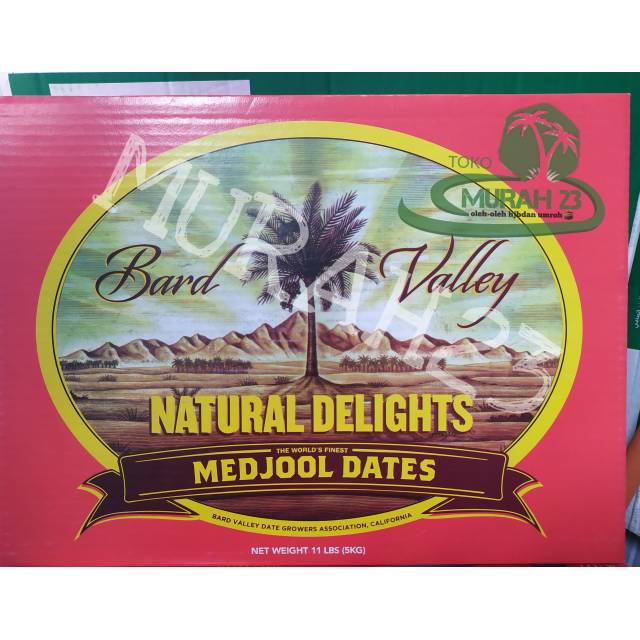 TOKO
MURAH 23
oleh-oleh hjbdan umroh
MURAH 23
Bard Valley
NATURAL DELIGHTS
THE WORLD'S FINEST
MEDJOOL DATES
BARD VALLEY DATE GROWERS ASSOCIATION, CALIFORNIA
NET WEIGHT 11 LBS (5KG)